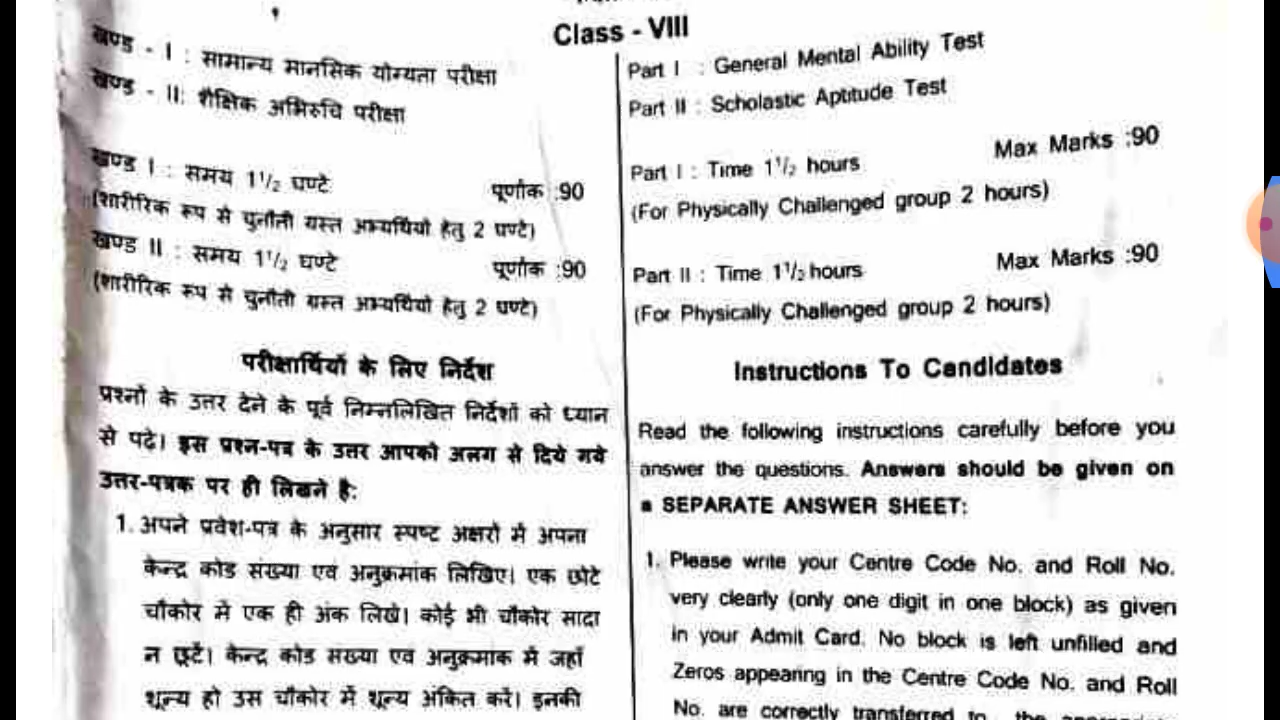 Class - VIII
खण्ड - I : सामान्य मानसिक योग्यता परीक्षा
खण्ड - II: शैक्षिक अभिरुचि परीक्षा
खण्ड I : समय 1¹/₂ घण्टे पूर्णांक :90
(शारीरिक रूप से चुनौती ग्रस्त अभ्यर्थियों हेतु 2 घण्टे)
खण्ड II : समय 1¹/₂ घण्टे पूर्णांक :90
(शारीरिक रूप से चुनौती ग्रस्त अभ्यर्थियों हेतु 2 घण्टे)
परीक्षार्थियों के लिए निर्देश
प्रश्नों के उत्तर देने के पूर्व निम्नलिखित निर्देशों को ध्यान
से पढ़ें। इस प्रश्न-पत्र के उत्तर आपको अलग से दिये गये
उत्तर-पत्रक पर ही लिखने है:
1. अपने प्रवेश-पत्र के अनुसार स्पष्ट अक्षरों में अपना
केन्द्र कोड संख्या एवं अनुक्रमांक लिखिए। एक छोटे
चौकोर में एक ही अंक लिखें। कोई भी चौकोर सादा
न छूटें। केन्द्र कोड संख्या एवं अनुक्रमांक में जहाँ
शून्य हो उस चौकोर में शून्य अंकित करें। इनकी
Part I : General Mental Ability Test
Part II : Scholastic Aptitude Test
Part I : Time 1¹/₂ hours Max Marks :90
(For Physically Challenged group 2 hours)
Part II : Time 1¹/₂ hours Max Marks :90
(For Physically Challenged group 2 hours)
Instructions To Candidates
Read the following instructions carefully before you
answer the questions. Answers should be given on
a SEPARATE ANSWER SHEET:
1. Please write your Centre Code No. and Roll No.
very clearly (only one digit in one block) as given
in your Admit Card. No block is left unfilled and
Zeros appearing in the Centre Code No. and Roll
No. are correctly transferred to the